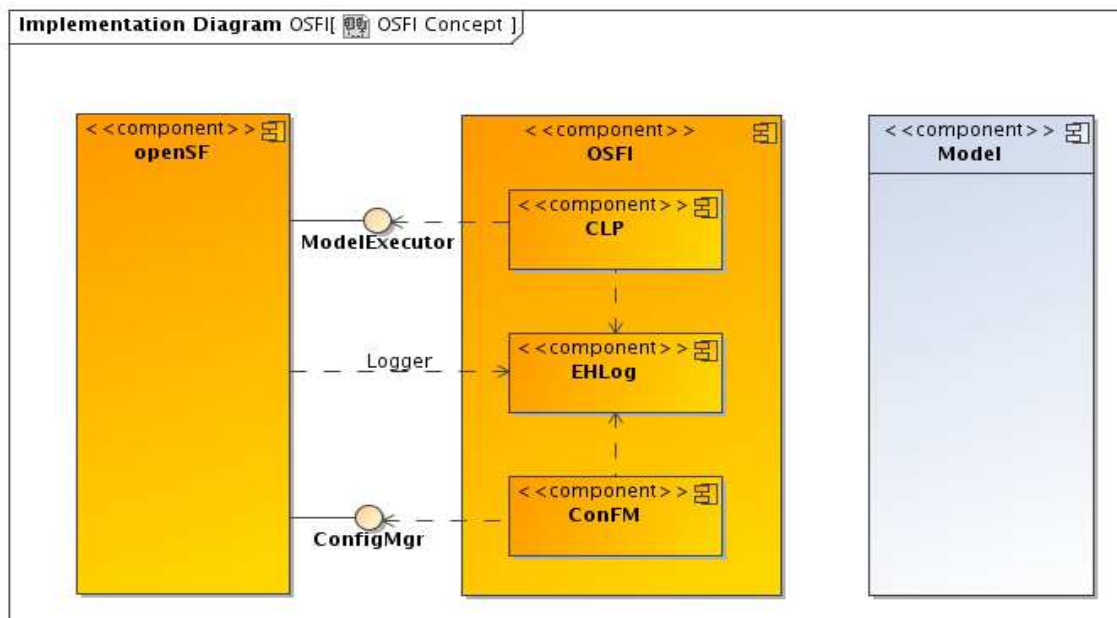 Implementation Diagram OSFI[ OSFI Concept ]
<<component>>
openSF
<<component>>
OSFI
<<component>>
Model
<<component>>
CLP
ModelExecutor
<<component>>
EHLog
Logger
<<component>>
ConFM
ConfigMgr